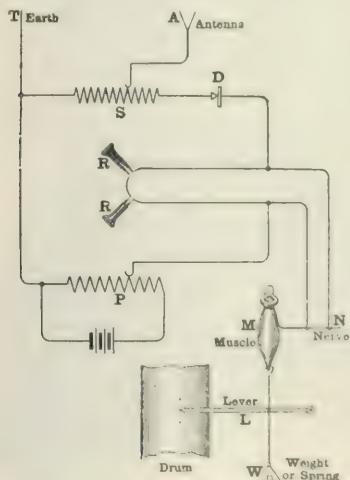 T Earth
A Antenna
D
S
R
R
P
M
N
Muscle
Nerve
Lever
L
Drum
W
Weight
or Spring